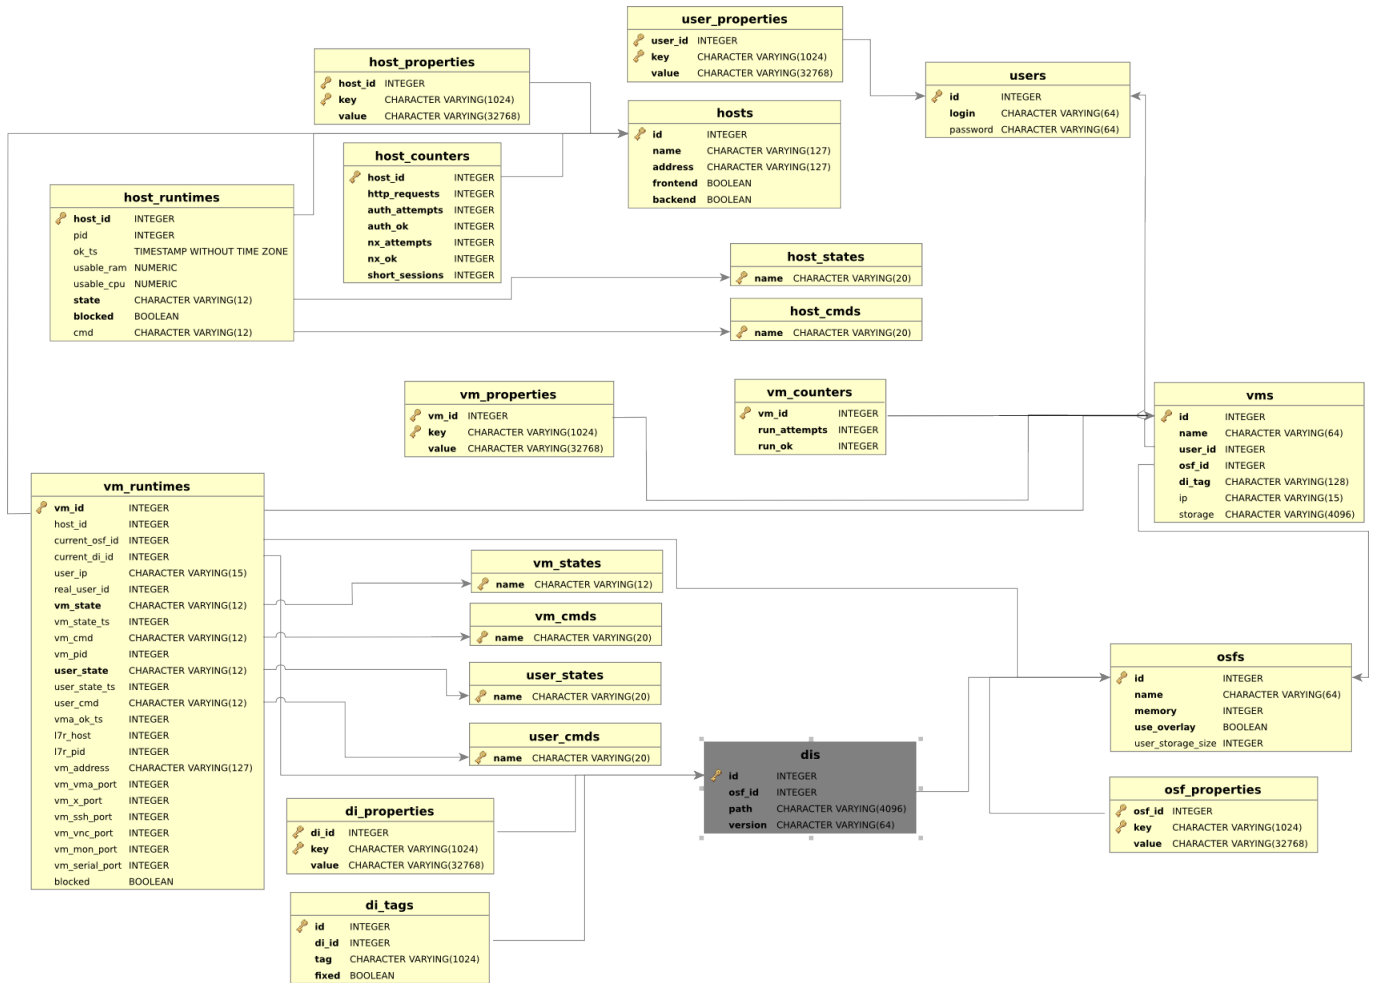 user_properties
user_id INTEGER
key CHARACTER VARYING(1024)
value CHARACTER VARYING(32768)
host_properties
host_id INTEGER
key CHARACTER VARYING(1024)
value CHARACTER VARYING(32768)
users
id INTEGER
login CHARACTER VARYING(64)
password CHARACTER VARYING(64)
hosts
id INTEGER
name CHARACTER VARYING(127)
address CHARACTER VARYING(127)
frontend BOOLEAN
backend BOOLEAN
host_counters
host_id INTEGER
http_requests INTEGER
auth_attempts INTEGER
auth_ok INTEGER
nx_attempts INTEGER
nx_ok INTEGER
short_sessions INTEGER
host_runtimes
host_id INTEGER
pid INTEGER
ok_ts TIMESTAMP WITHOUT TIME ZONE
usable_ram NUMERIC
usable_cpu NUMERIC
state CHARACTER VARYING(12)
blocked BOOLEAN
cmd CHARACTER VARYING(12)
host_states
name CHARACTER VARYING(20)
host_cmds
name CHARACTER VARYING(20)
vm_properties
vm_id INTEGER
key CHARACTER VARYING(1024)
value CHARACTER VARYING(32768)
vm_counters
vm_id INTEGER
run_attempts INTEGER
run_ok INTEGER
vms
id INTEGER
name CHARACTER VARYING(64)
user_id INTEGER
osf_id INTEGER
di_tag CHARACTER VARYING(128)
ip CHARACTER VARYING(15)
storage CHARACTER VARYING(4096)
vm_runtimes
vm_id INTEGER
host_id INTEGER
current_osf_id INTEGER
current_di_id INTEGER
user_ip CHARACTER VARYING(15)
real_user_id INTEGER
vm_state CHARACTER VARYING(12)
vm_state_ts INTEGER
vm_cmd CHARACTER VARYING(12)
vm_pid INTEGER
user_state CHARACTER VARYING(12)
user_state_ts INTEGER
user_cmd CHARACTER VARYING(12)
vma_ok_ts INTEGER
l7r_host INTEGER
l7r_pid INTEGER
vm_address CHARACTER VARYING(127)
vm_vma_port INTEGER
vm_x_port INTEGER
vm_ssh_port INTEGER
vm_vnc_port INTEGER
vm_mon_port INTEGER
vm_serial_port INTEGER
blocked BOOLEAN
vm_states
name CHARACTER VARYING(12)
vm_cmds
name CHARACTER VARYING(20)
user_states
name CHARACTER VARYING(20)
user_cmds
name CHARACTER VARYING(20)
osfs
id INTEGER
name CHARACTER VARYING(64)
memory INTEGER
use_overlay BOOLEAN
user_storage_size INTEGER
dis
id INTEGER
osf_id INTEGER
path CHARACTER VARYING(4096)
version CHARACTER VARYING(64)
osf_properties
osf_id INTEGER
key CHARACTER VARYING(1024)
value CHARACTER VARYING(32768)
di_properties
di_id INTEGER
key CHARACTER VARYING(1024)
value CHARACTER VARYING(32768)
di_tags
id INTEGER
di_id INTEGER
tag CHARACTER VARYING(1024)
fixed BOOLEAN